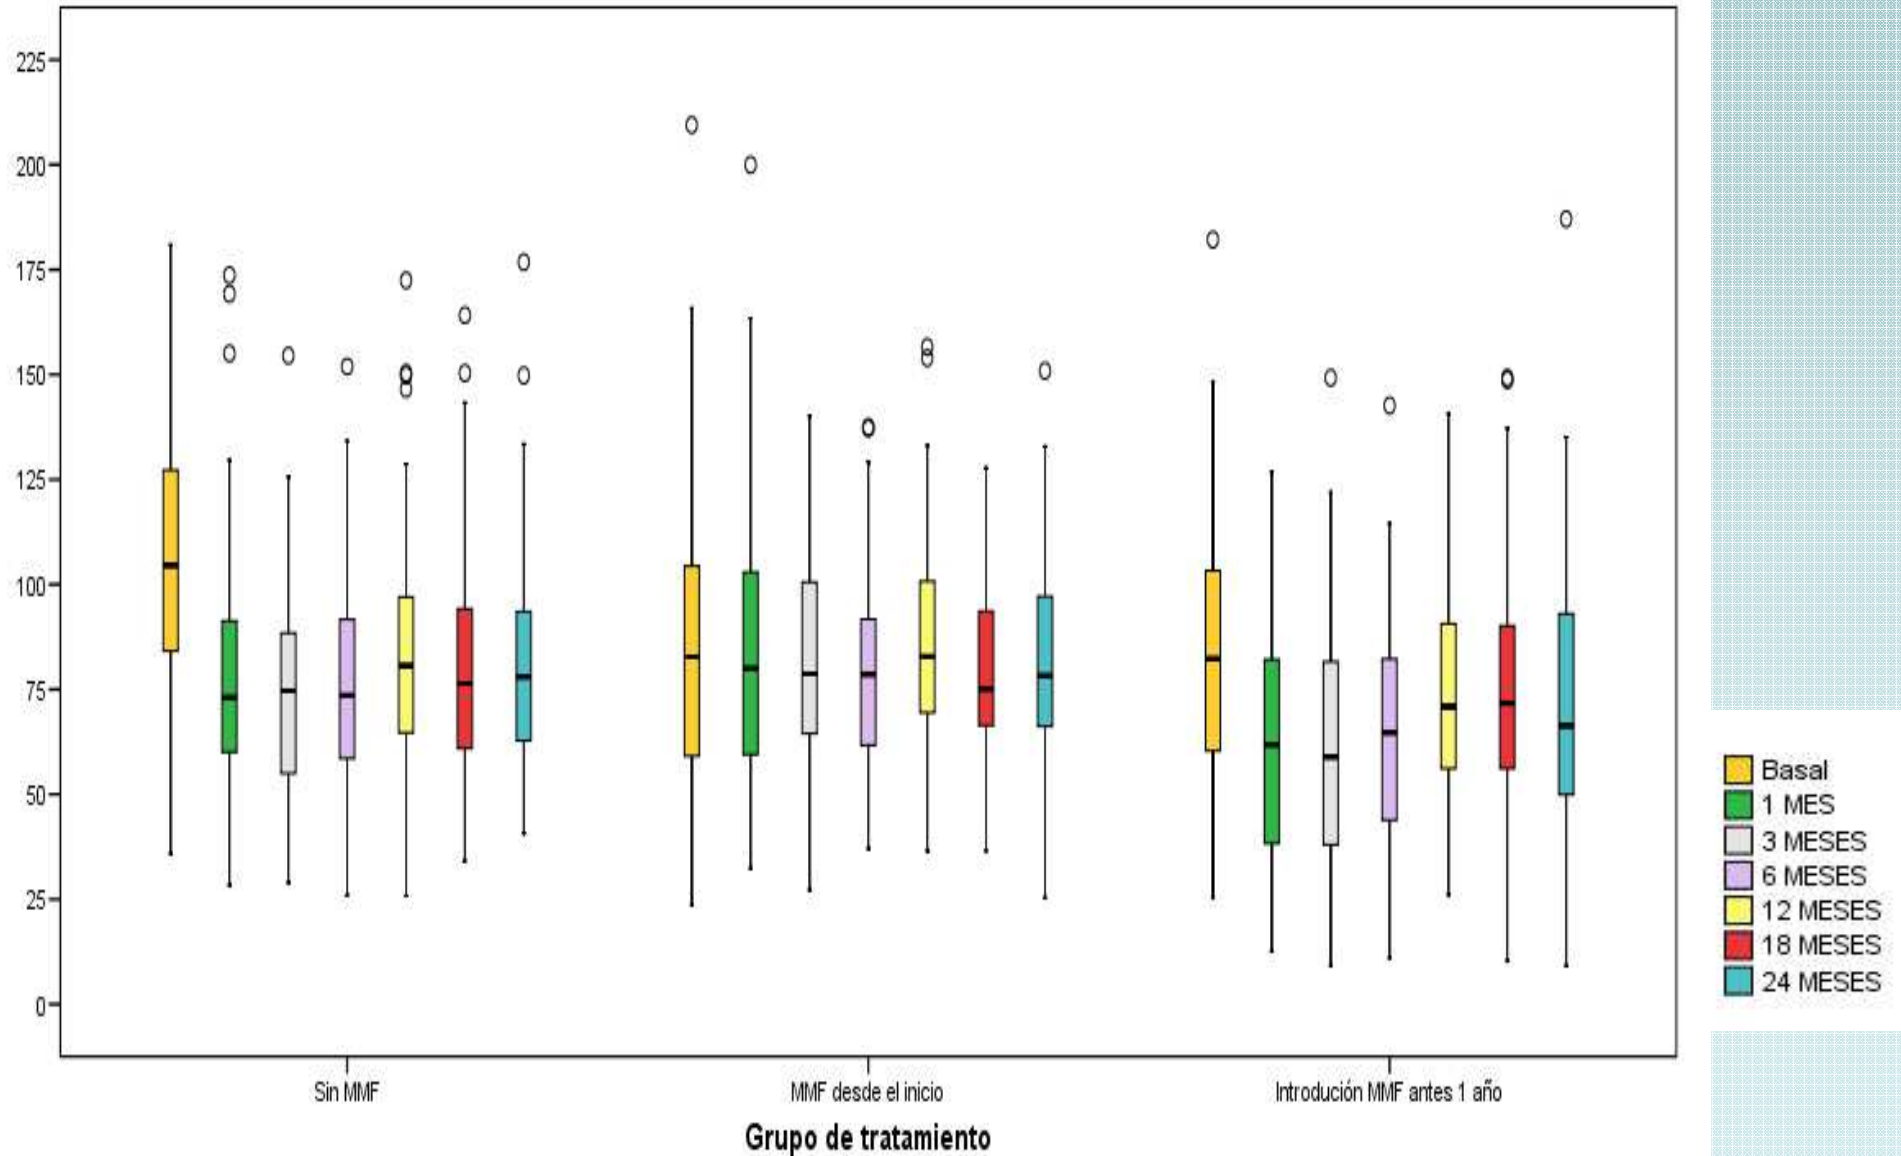 225
200
175
150
125
100
75
50
25
0
Sin MMF
MMF desde el inicio
Introdución MMF antes 1 año
Grupo de tratamiento
Basal
1 MES
3 MESES
6 MESES
12 MESES
18 MESES
24 MESES